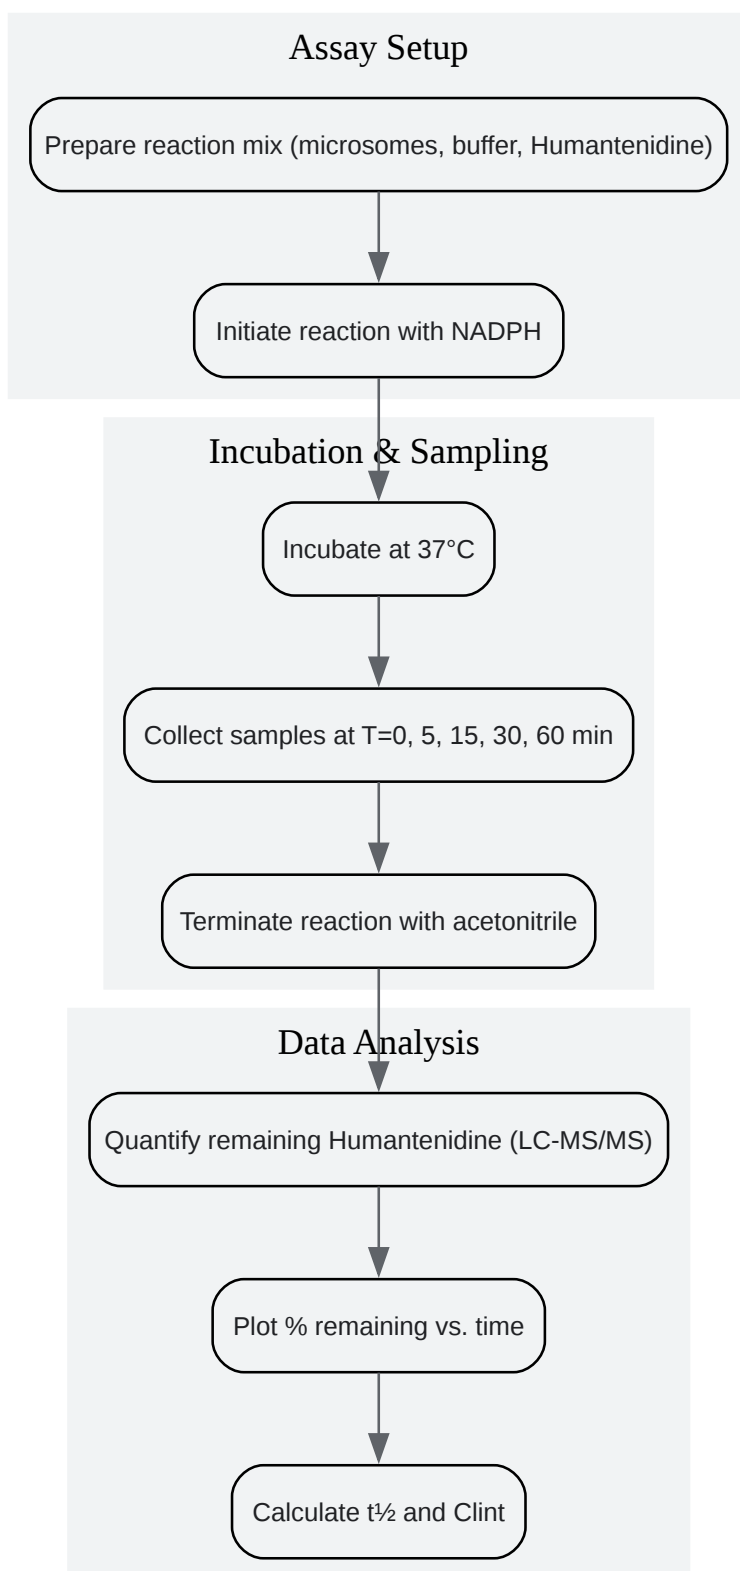 Assay Setup
Prepare reaction mix (microsomes, buffer, Humantenidine)
Initiate reaction with NADPH
Incubation & Sampling
Incubate at 37°C
Collect samples at T=0, 5, 15, 30, 60 min
Terminate reaction with acetonitrile
Data Analysis
Quantify remaining Humantenidine (LC-MS/MS)
Plot % remaining vs. time
Calculate t½ and Clint